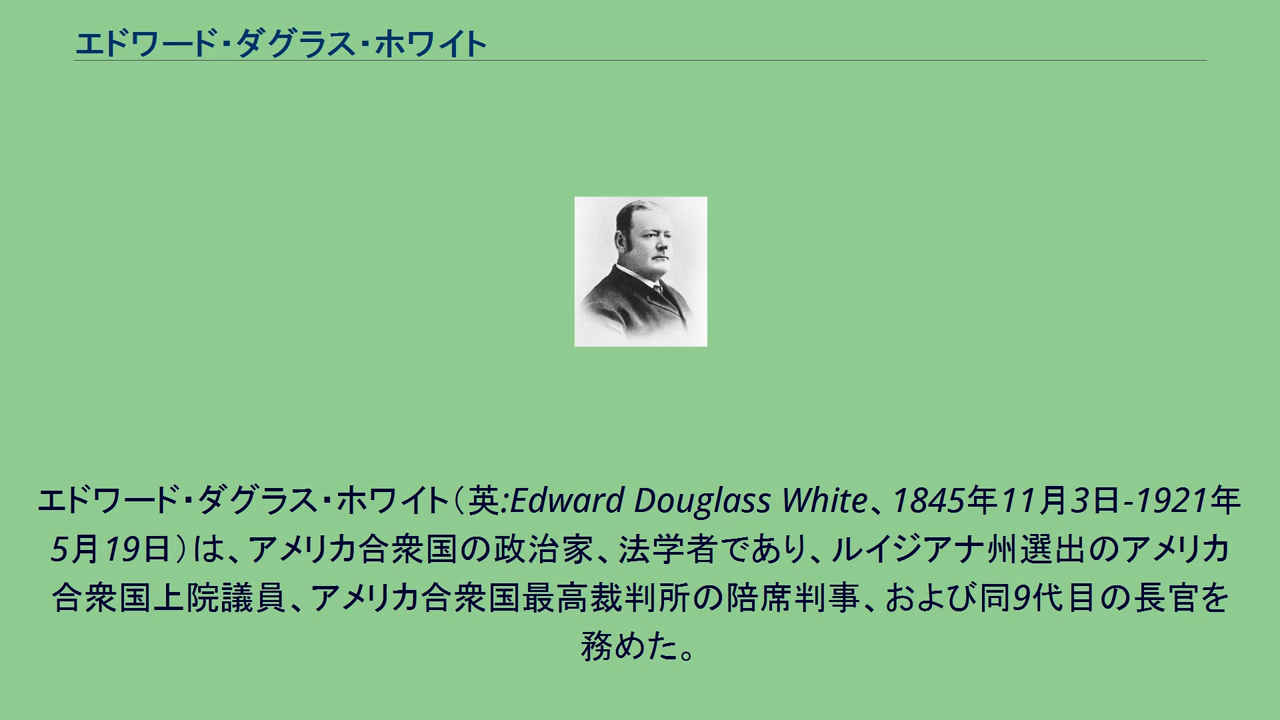 エドワード・ダグラス・ホワイト
エドワード・ダグラス・ホワイト（英:Edward Douglass White、1845年11月3日-1921年
5月19日）は、アメリカ合衆国の政治家、法学者であり、ルイジアナ州選出のアメリカ
合衆国上院議員、アメリカ合衆国最高裁判所の陪席判事、および同9代目の長官を
務めた。